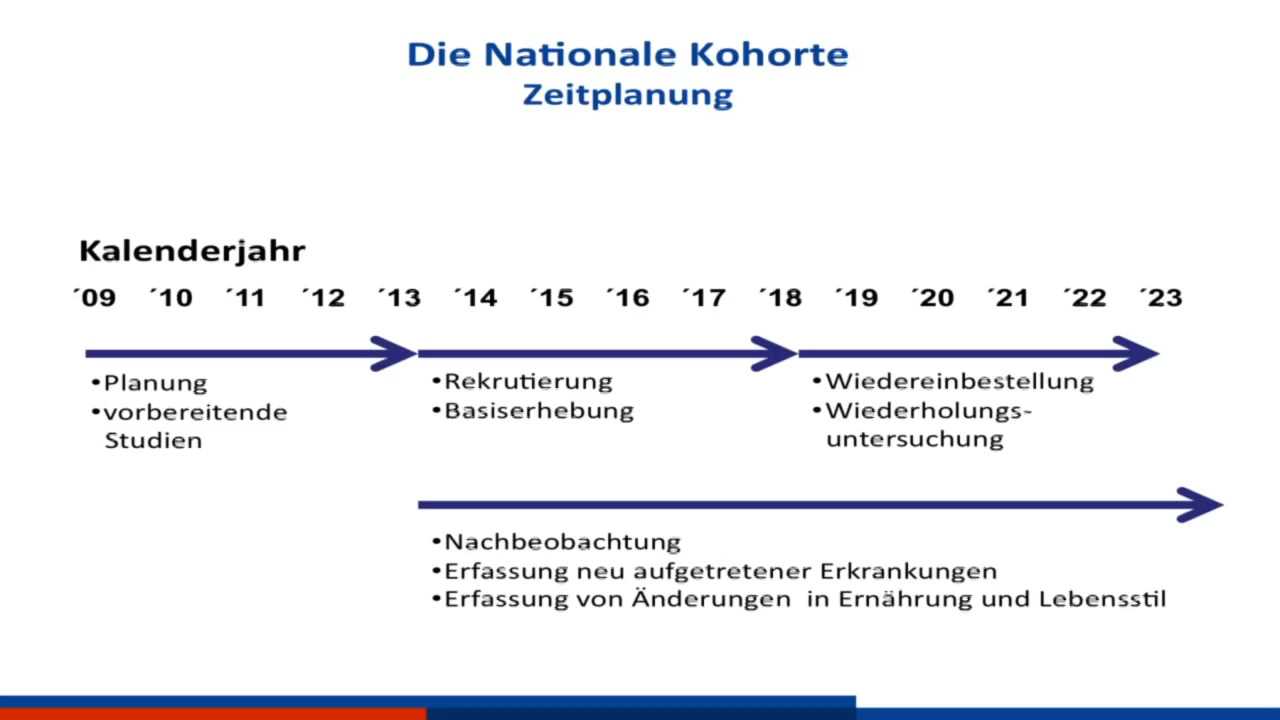 Die Nationale Kohorte
Zeitplanung
Kalenderjahr
´09 ´10 ´11 ´12 ´13 ´14 ´15 ´16 ´17 ´18 ´19 ´20 ´21 ´22 ´23
•Planung
•vorbereitende
Studien
•Rekrutierung
•Basiserhebung
•Wiedereinbestellung
•Wiederholungs-
untersuchung
•Nachbeobachtung
•Erfassung neu aufgetretener Erkrankungen
•Erfassung von Änderungen in Ernährung und Lebensstil